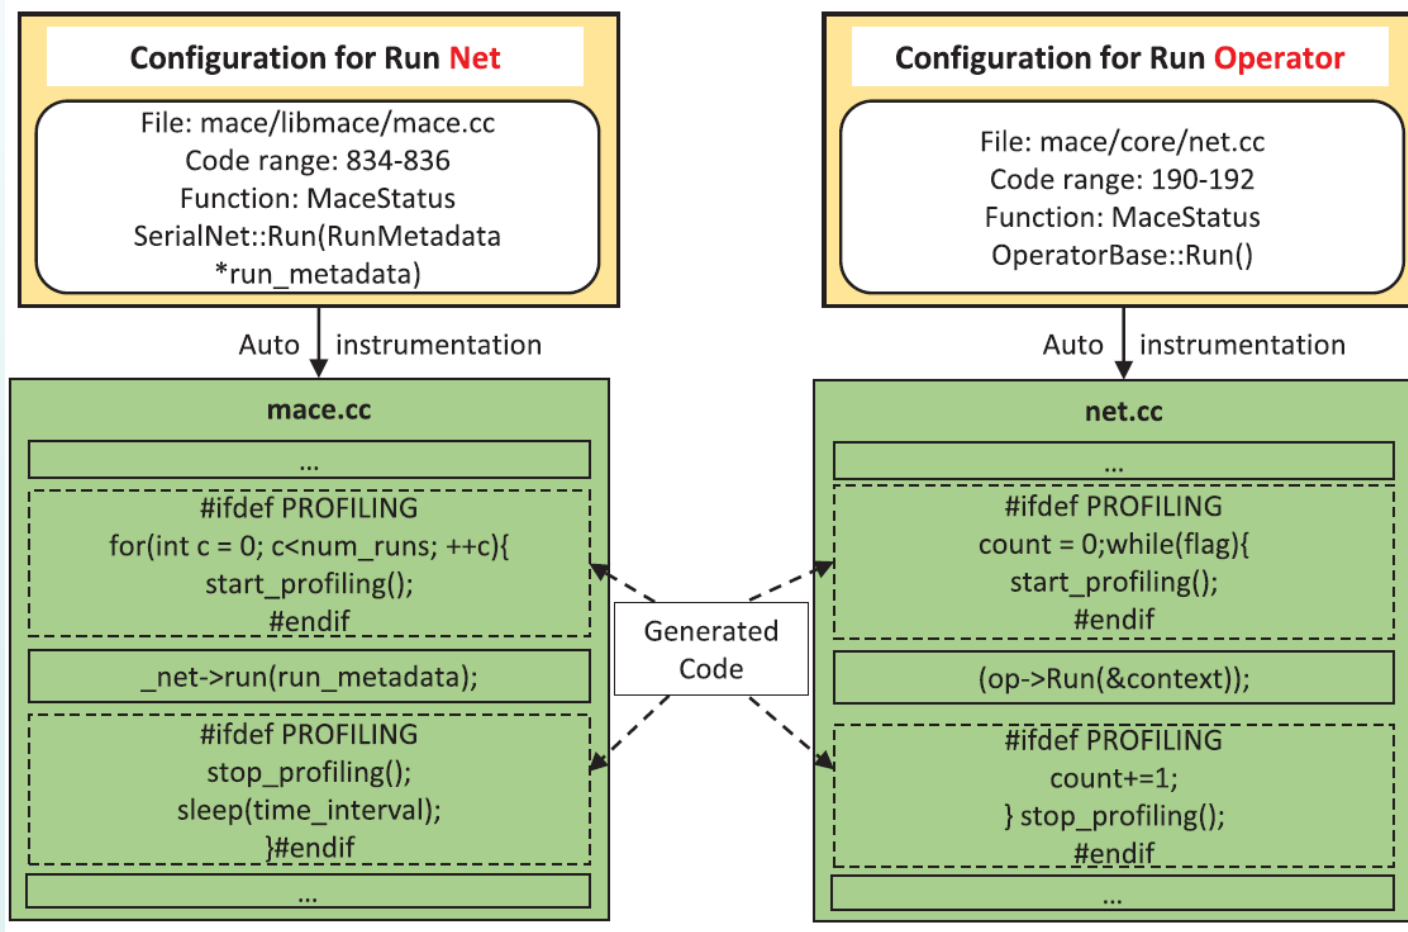 Configuration for Run Net
File: mace/libmace/mace.cc
Code range: 834-836
Function: MaceStatus
SerialNet::Run(RunMetadata
*run_metadata)
Auto instrumentation
mace.cc
...
#ifdef PROFILING
for(int c = 0; c<num_runs; ++c){
start_profiling();
#endif
_net->run(run_metadata);
#ifdef PROFILING
stop_profiling();
sleep(time_interval);
}#endif
...
Generated
Code
Configuration for Run Operator
File: mace/core/net.cc
Code range: 190-192
Function: MaceStatus
OperatorBase::Run()
Auto instrumentation
net.cc
...
#ifdef PROFILING
count = 0;while(flag){
start_profiling();
#endif
(op->Run(&context));
#ifdef PROFILING
count+=1;
} stop_profiling();
#endif
...